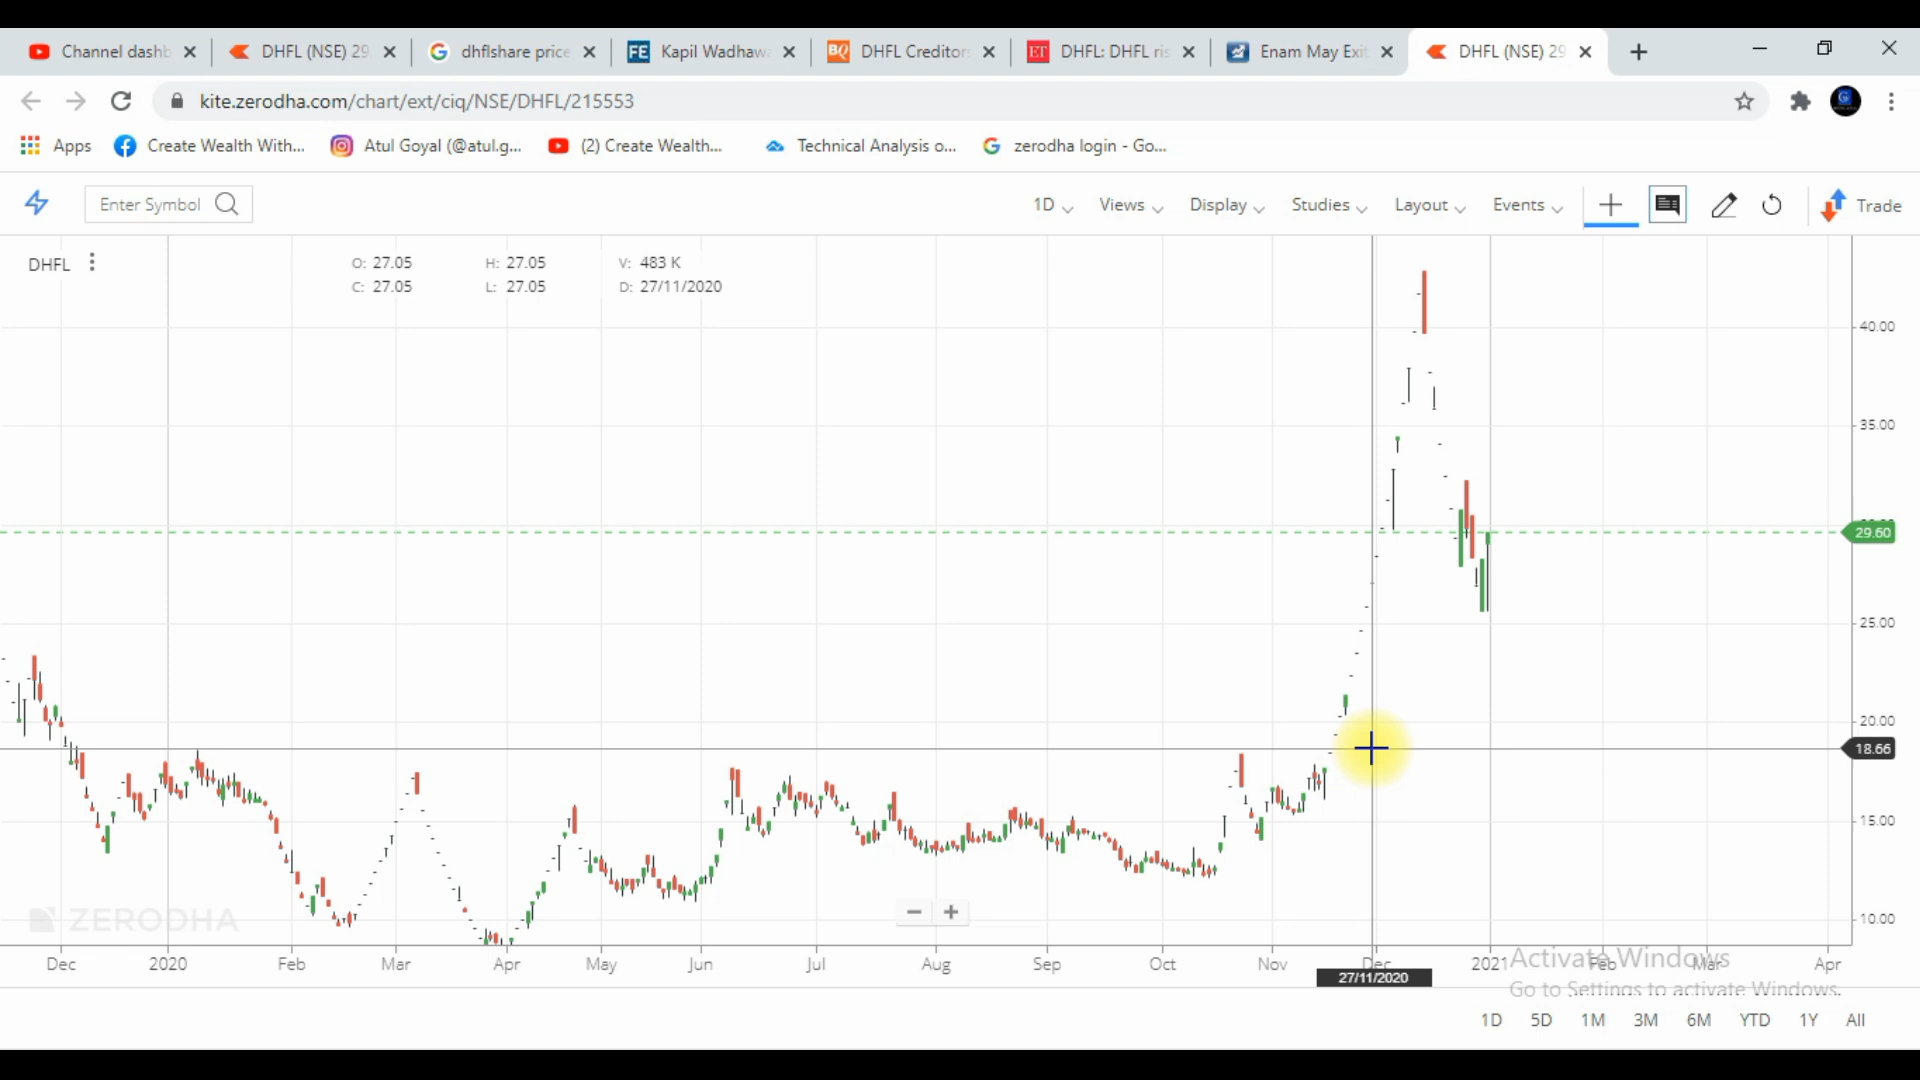 Channel dashb
DHFL (NSE) 29
dhflshare price
FE Kapil Wadhawa
BQ DHFL Creditor
ET DHFL: DHFL ris
Enam May Exit
DHFL (NSE) 29
kite.zerodha.com/chart/ext/ciq/NSE/DHFL/215553
Apps
Create Wealth With...
Atul Goyal (@atul.g...
(2) Create Wealth...
Technical Analysis o...
zerodha login - Go...
Enter Symbol
1D
Views
Display
Studies
Layout
Events
Trade
DHFL
O: 27.05 H: 27.05 V: 483 K
C: 27.05 L: 27.05 D: 27/11/2020
40.00
35.00
29.60
25.00
20.00
18.66
15.00
10.00
ZERODHA
Dec 2020 Feb Mar Apr May Jun Jul Aug Sep Oct Nov Dec 2021 Feb Mar Apr
27/11/2020
Activate Windows
Go to Settings to activate Windows.
1D 5D 1M 3M 6M YTD 1Y All